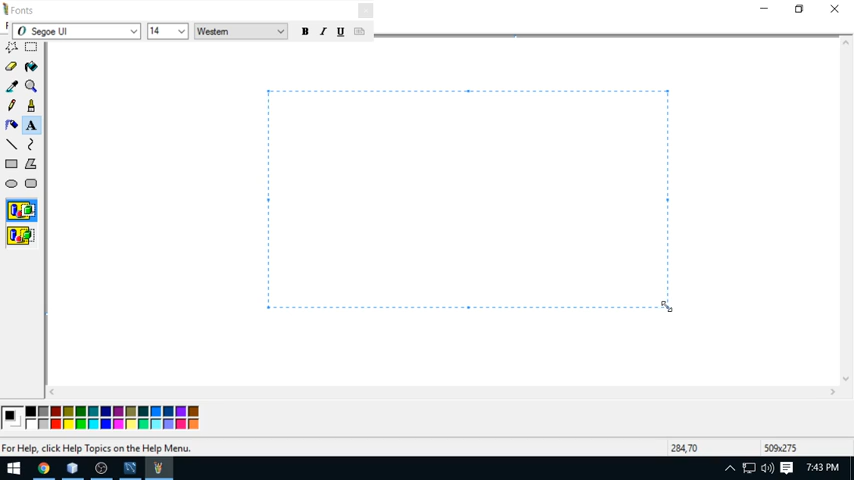 Fonts
Segoe UI 14 Western B I U
A
For Help, click Help Topics on the Help Menu. 284,70 509x275
7:43 PM